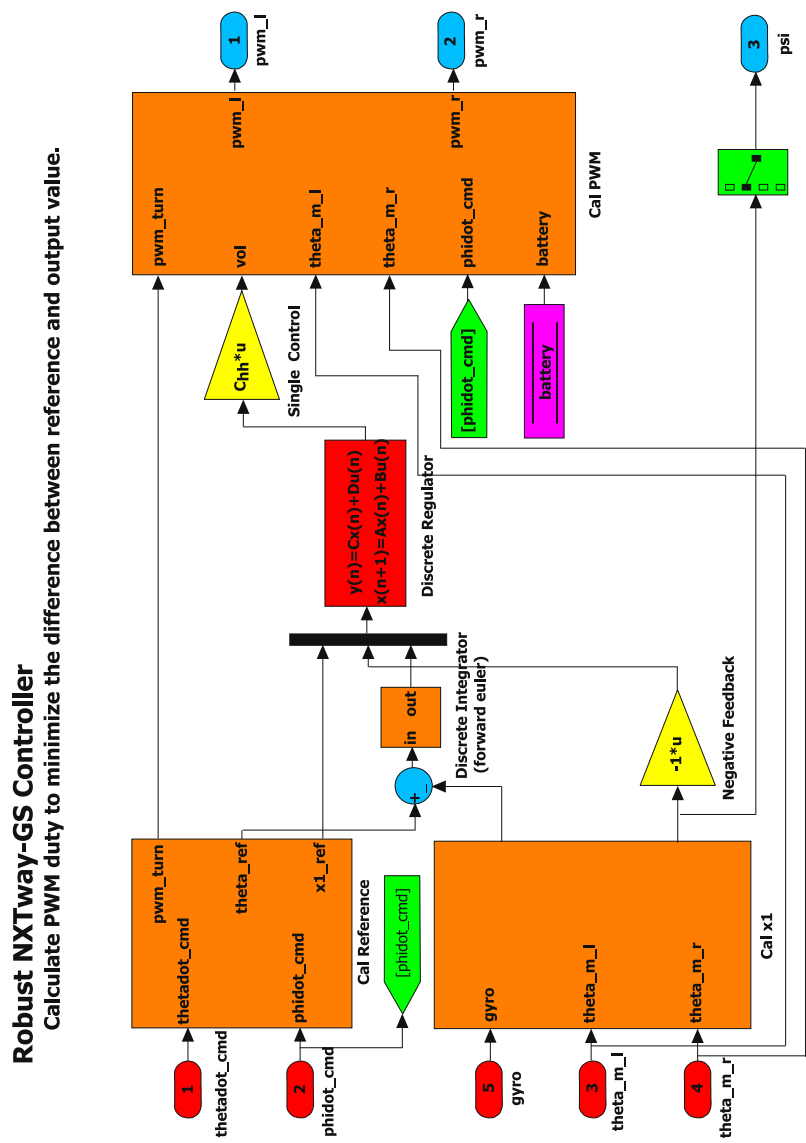 Robust NXTway-GS Controller
Calculate PWM duty to minimize the difference between reference and output value.
1
thetadot_cmd
2
phidot_cmd
thetadot_cmd
phidot_cmd
pwm_turn
theta_ref
x1_ref
Cal Reference
[phidot_cmd]
5
gyro
3
theta_m_l
4
theta_m_r
gyro
theta_m_l
theta_m_r
Cal x1
+
-
in out
Discrete Integrator
(forward euler)
-1*u
Negative Feedback
y(n)=Cx(n)+Du(n)
x(n+1)=Ax(n)+Bu(n)
Discrete Regulator
Chh*u
Single Control
[phidot_cmd]
battery
pwm_turn
vol
theta_m_l
theta_m_r
phidot_cmd
battery
pwm_l
pwm_r
Cal PWM
1
pwm_l
2
pwm_r
3
psi